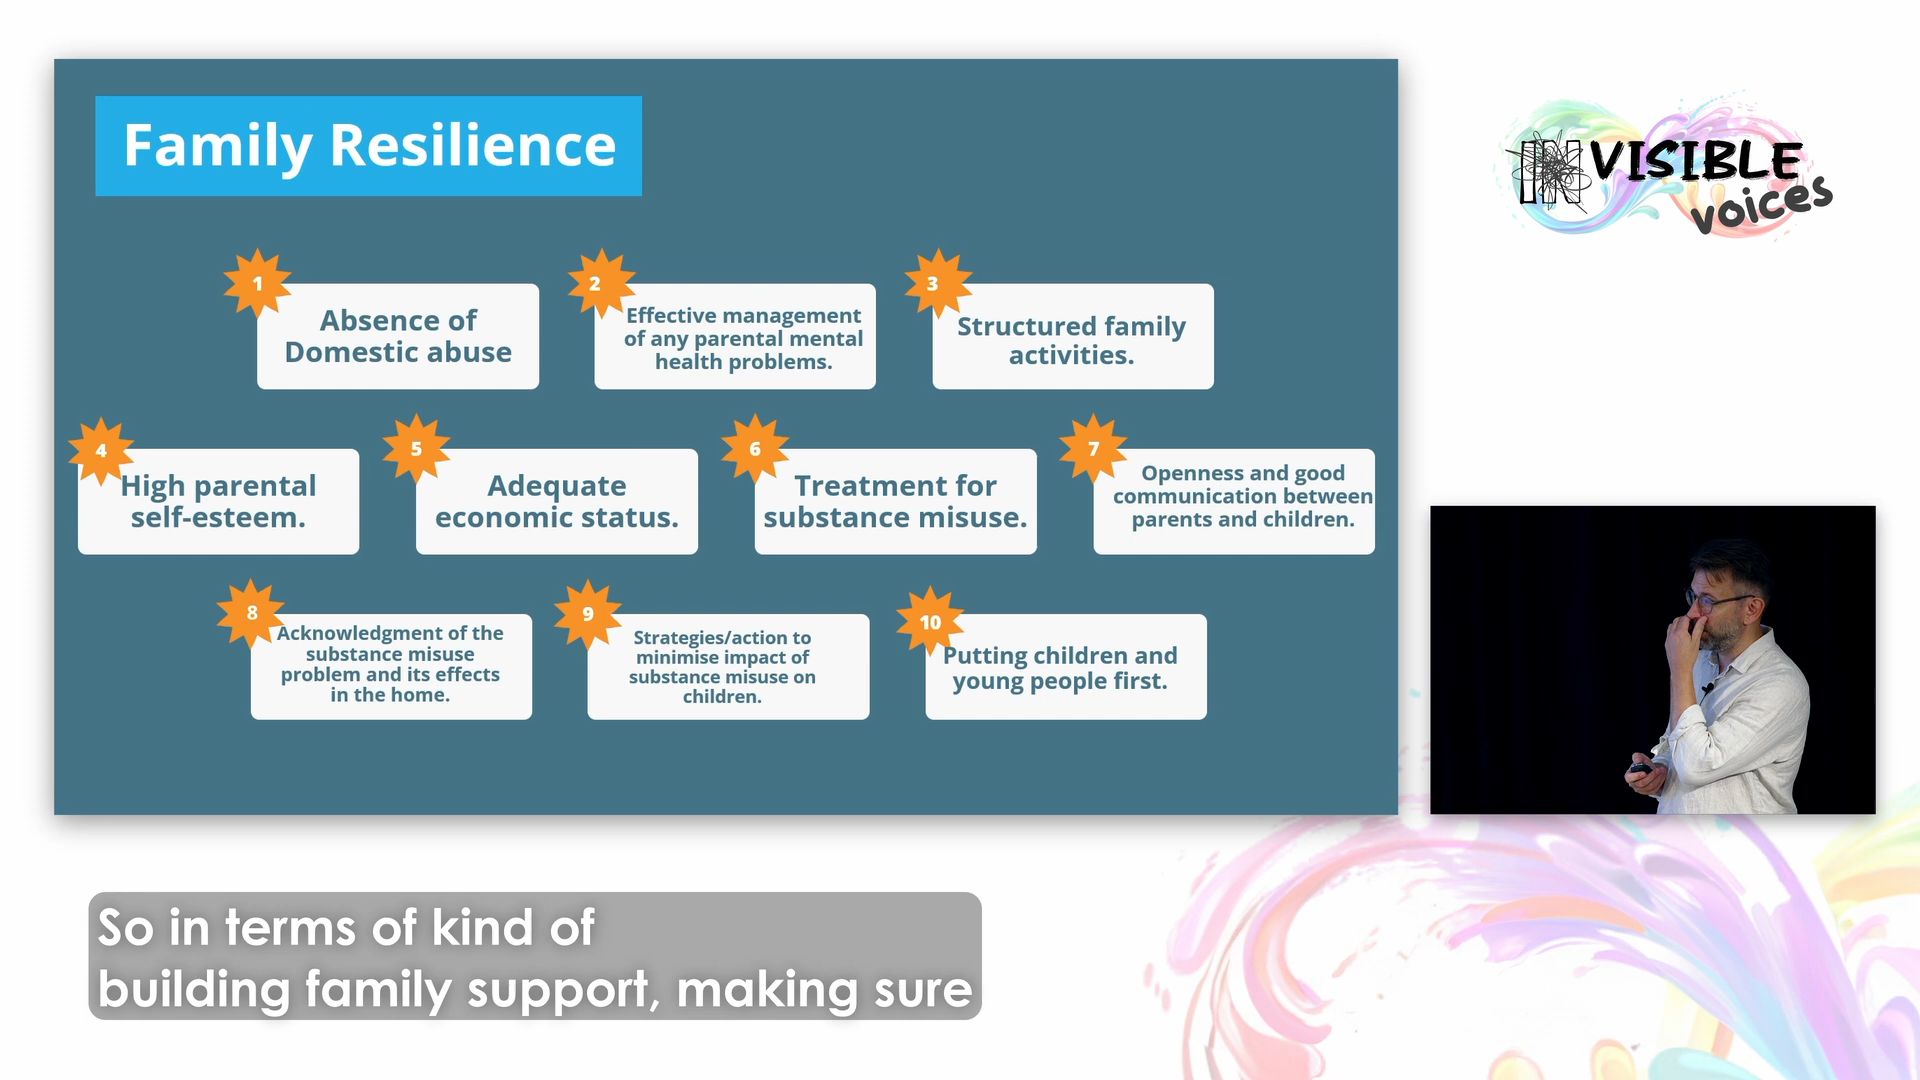 Family Resilience
INVISIBLE
voices
1
Absence of
Domestic abuse
2
Effective management
of any parental mental
health problems.
3
Structured family
activities.
4
High parental
self-esteem.
5
Adequate
economic status.
6
Treatment for
substance misuse.
7
Openness and good
communication between
parents and children.
8
Acknowledgment of the
substance misuse
problem and its effects
in the home.
9
Strategies/action to
minimise impact of
substance misuse on
children.
10
Putting children and
young people first.
So in terms of kind of
building family support, making sure